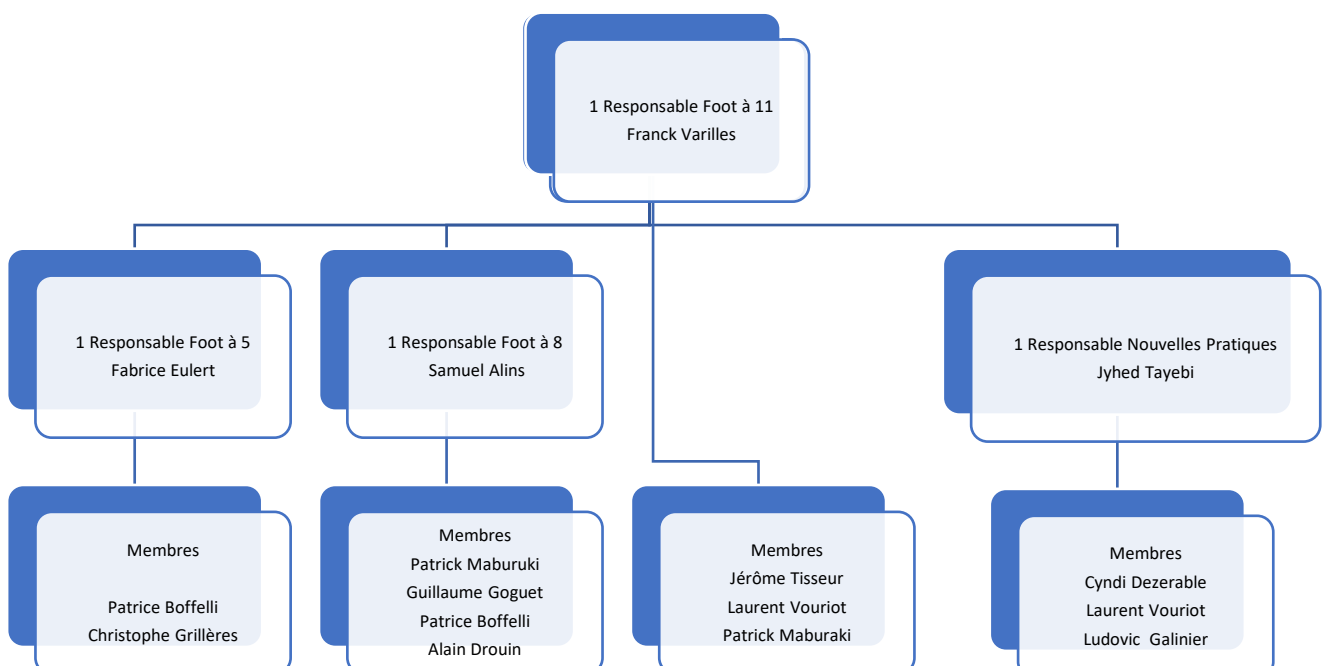 1 Responsable Foot à 11
Franck Varilles
1 Responsable Foot à 5
Fabrice Eulert
1 Responsable Foot à 8
Samuel Alins
1 Responsable Nouvelles Pratiques
Jyhed Tayebi
Membres
Patrice Boffelli
Christophe Grillères
Membres
Patrick Maburuki
Guillaume Goguet
Patrice Boffelli
Alain Drouin
Membres
Jérôme Tisseur
Laurent Vouriot
Patrick Maburaki
Membres
Cyndi Dezerable
Laurent Vouriot
Ludovic Galinier